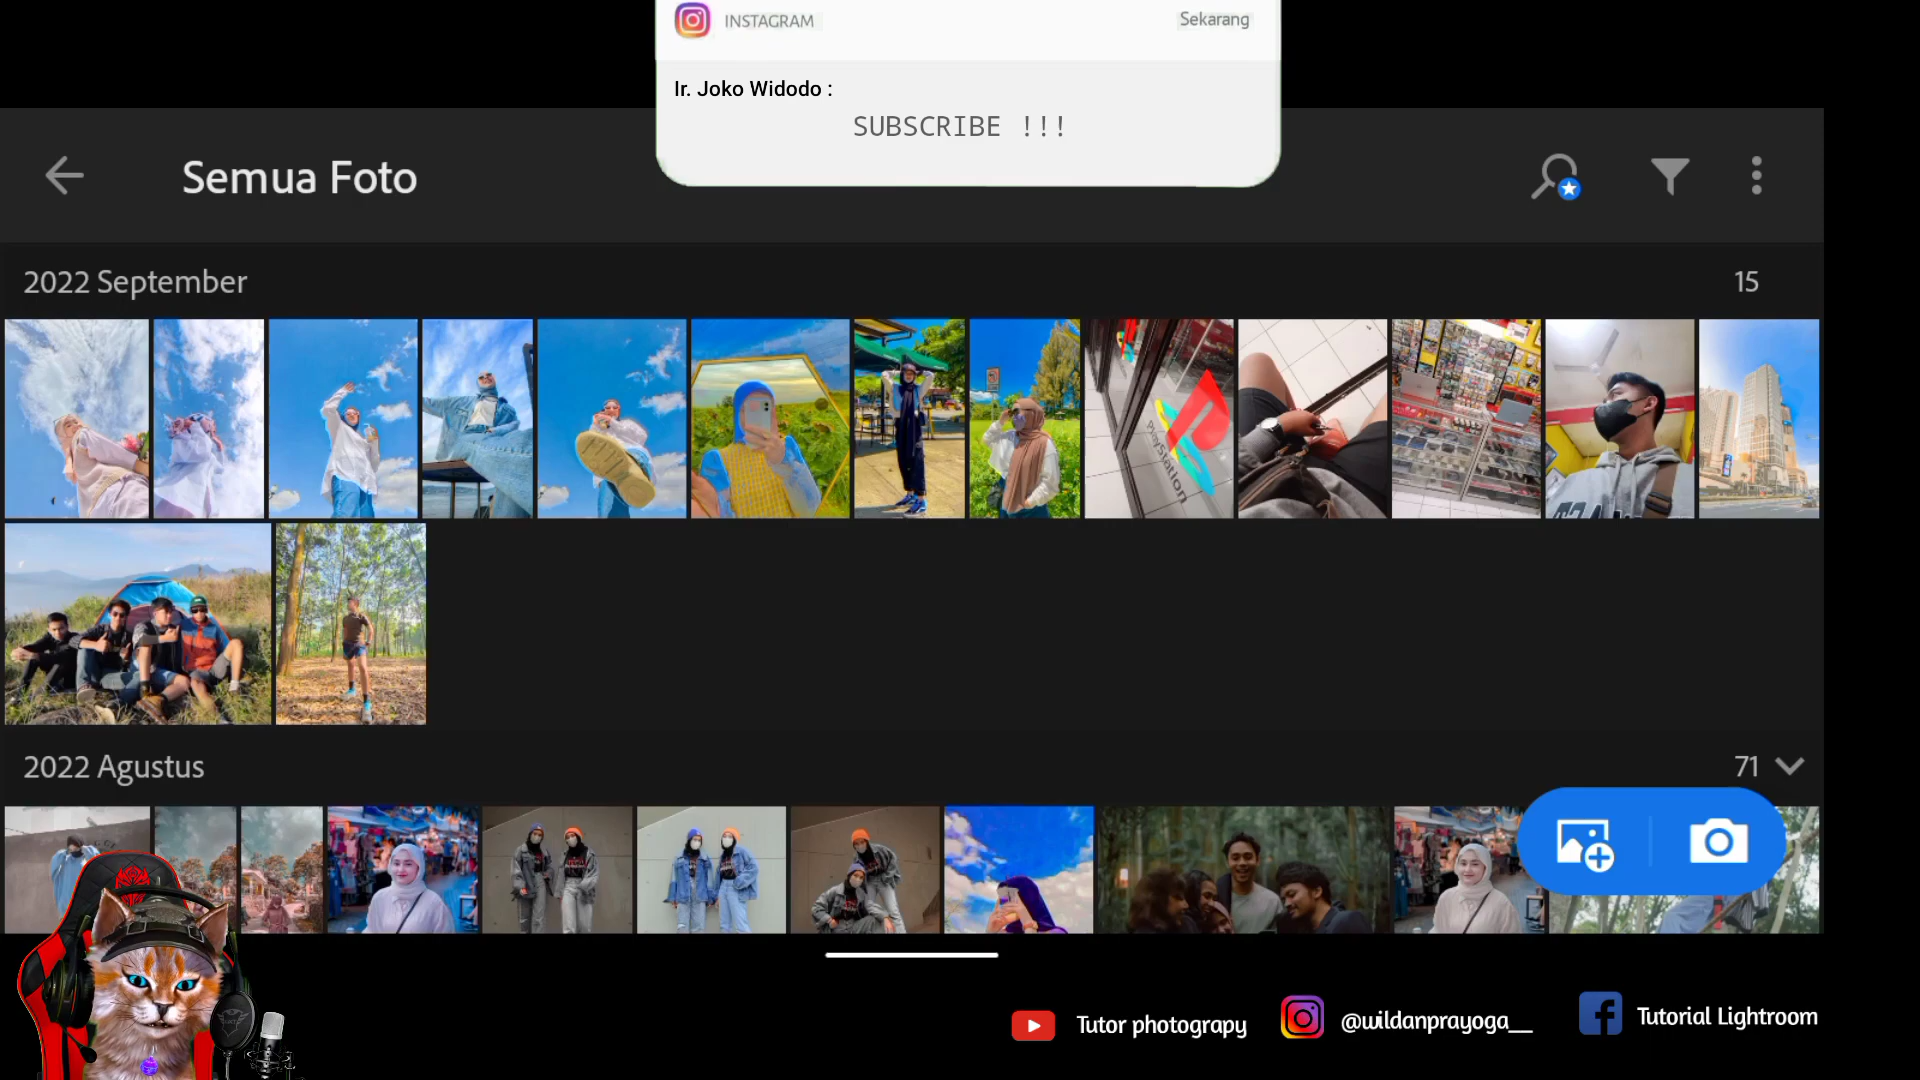 INSTAGRAM
Sekarang
Ir. Joko Widodo :
SUBSCRIBE !!!
Semua Foto
2022 September
15
PlayStation
2022 Agustus
71
Tutor photograpy
@wildanprayoga__
Tutorial Lightroom